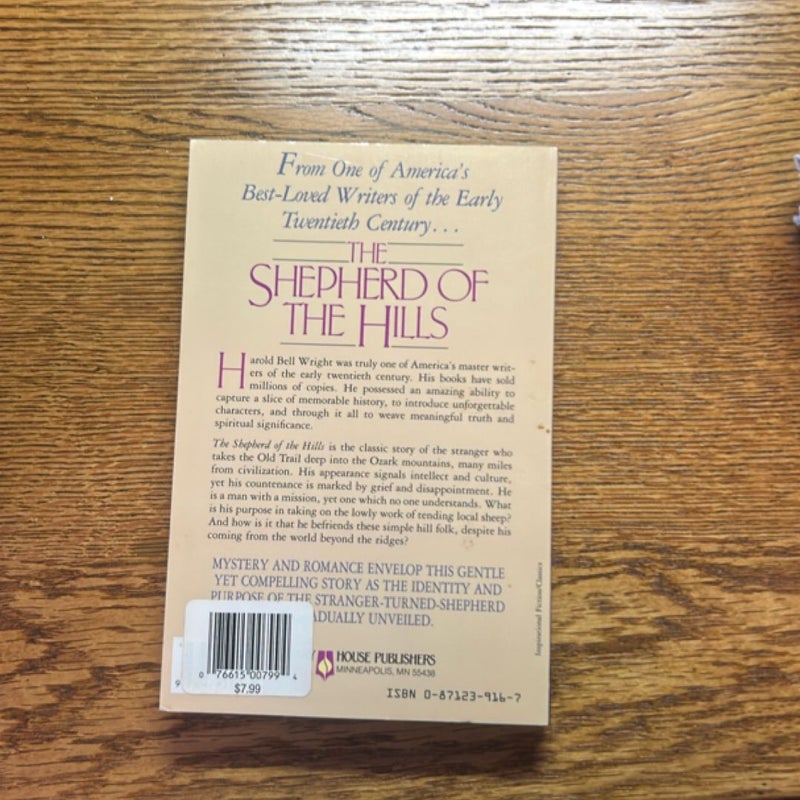 From One of America's
Best-Loved Writers of the Early
Twentieth Century...
THE
SHEPHERD OF
THE HILLS
Harold Bell Wright was truly one of America's master writ-
ers of the early twentieth century. His books have sold
millions of copies. He possessed an amazing ability to
capture a slice of memorable history, to introduce unforgettable
characters, and through it all to weave meaningful truth and
spiritual significance.
The Shepherd of the Hills is the classic story of the stranger who
takes the Old Trail deep into the Ozark mountains, many miles
from civilization. His appearance signals intellect and culture,
yet his countenance is marked by grief and disappointment. He
is a man with a mission, yet one which no one understands. What
is his purpose in taking on the lowly work of tending local sheep?
And how is it that he befriends these simple hill folk, despite his
coming from the world beyond the ridges?
MYSTERY AND ROMANCE ENVELOP THIS GENTLE
YET COMPELLING STORY AS THE IDENTITY AND
PURPOSE OF THE STRANGER-TURNED-SHEPHERD
ADUALLY UNVEILED.
Inspirational Fiction/Classics
Y HOUSE PUBLISHERS
MINNEAPOLIS, MN 55438
0 76615 00799 4
$7.99
9
ISBN 0-87123-916-7